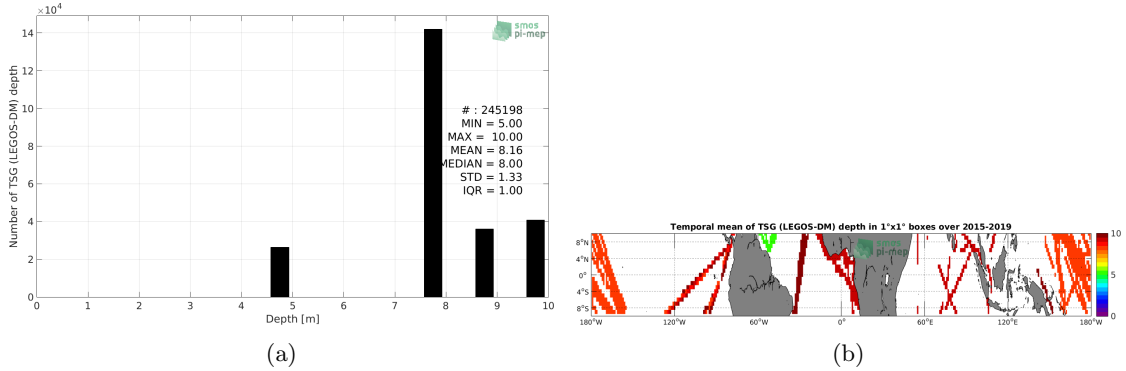 ×10⁴
14
12
10
8
6
4
2
0
0 1 2 3 4 5 6 7 8 9 10
Number of TSG (LEGOS-DM) depth
Depth [m]
smos
pi-mep
# : 245198
MIN = 5.00
MAX = 10.00
MEAN = 8.16
MEDIAN = 8.00
STD = 1.33
IQR = 1.00
(a)
Temporal mean of TSG (LEGOS-DM) depth in 1°x1° boxes over 2015-2019
smos
pi-mep
8°N
4°N
0°
4°S
8°S
180°W 120°W 60°W 0° 60°E 120°E 180°W
10
5
0
(b)